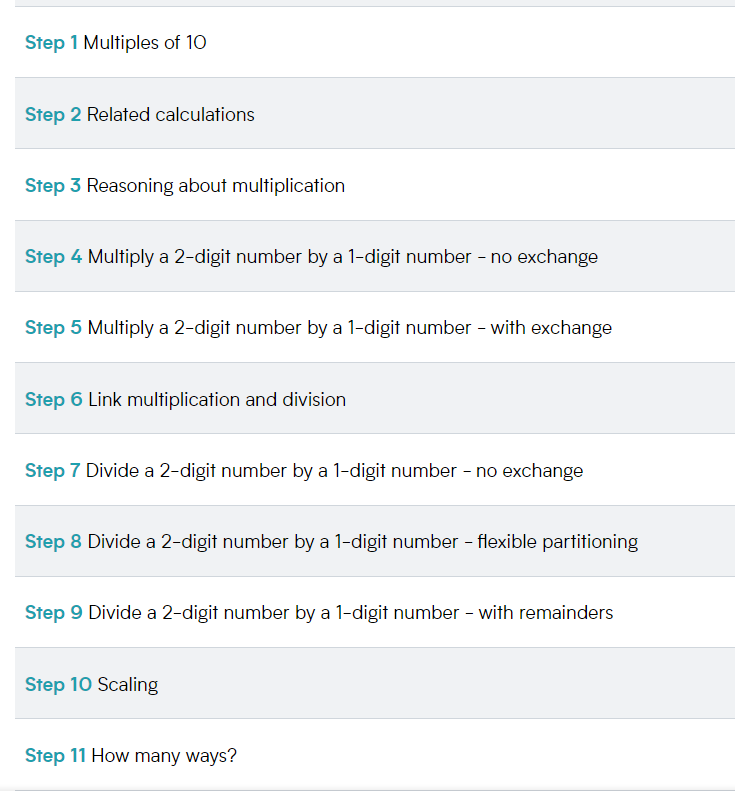 Step 1 Multiples of 10
Step 2 Related calculations
Step 3 Reasoning about multiplication
Step 4 Multiply a 2-digit number by a 1-digit number - no exchange
Step 5 Multiply a 2-digit number by a 1-digit number - with exchange
Step 6 Link multiplication and division
Step 7 Divide a 2-digit number by a 1-digit number - no exchange
Step 8 Divide a 2-digit number by a 1-digit number - flexible partitioning
Step 9 Divide a 2-digit number by a 1-digit number - with remainders
Step 10 Scaling
Step 11 How many ways?